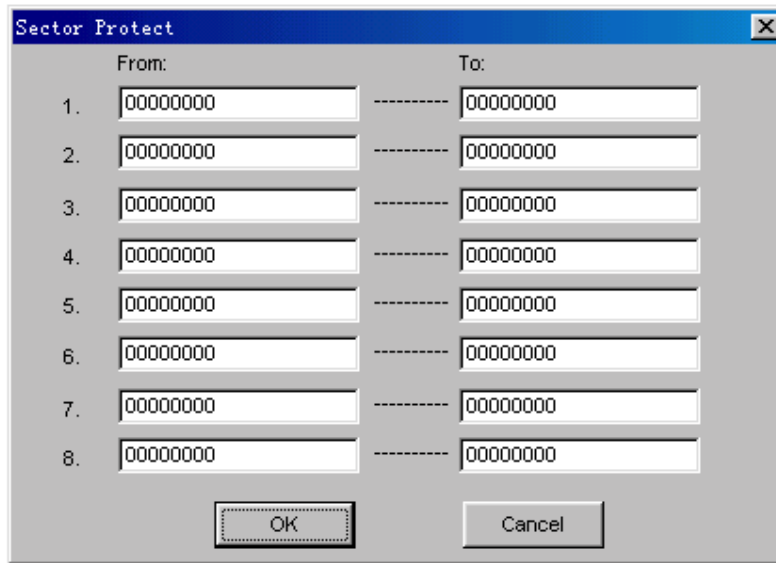 Sector Protect
From: To:
1. 00000000 ---------- 00000000
2. 00000000 ---------- 00000000
3. 00000000 ---------- 00000000
4. 00000000 ---------- 00000000
5. 00000000 ---------- 00000000
6. 00000000 ---------- 00000000
7. 00000000 ---------- 00000000
8. 00000000 ---------- 00000000
OK Cancel